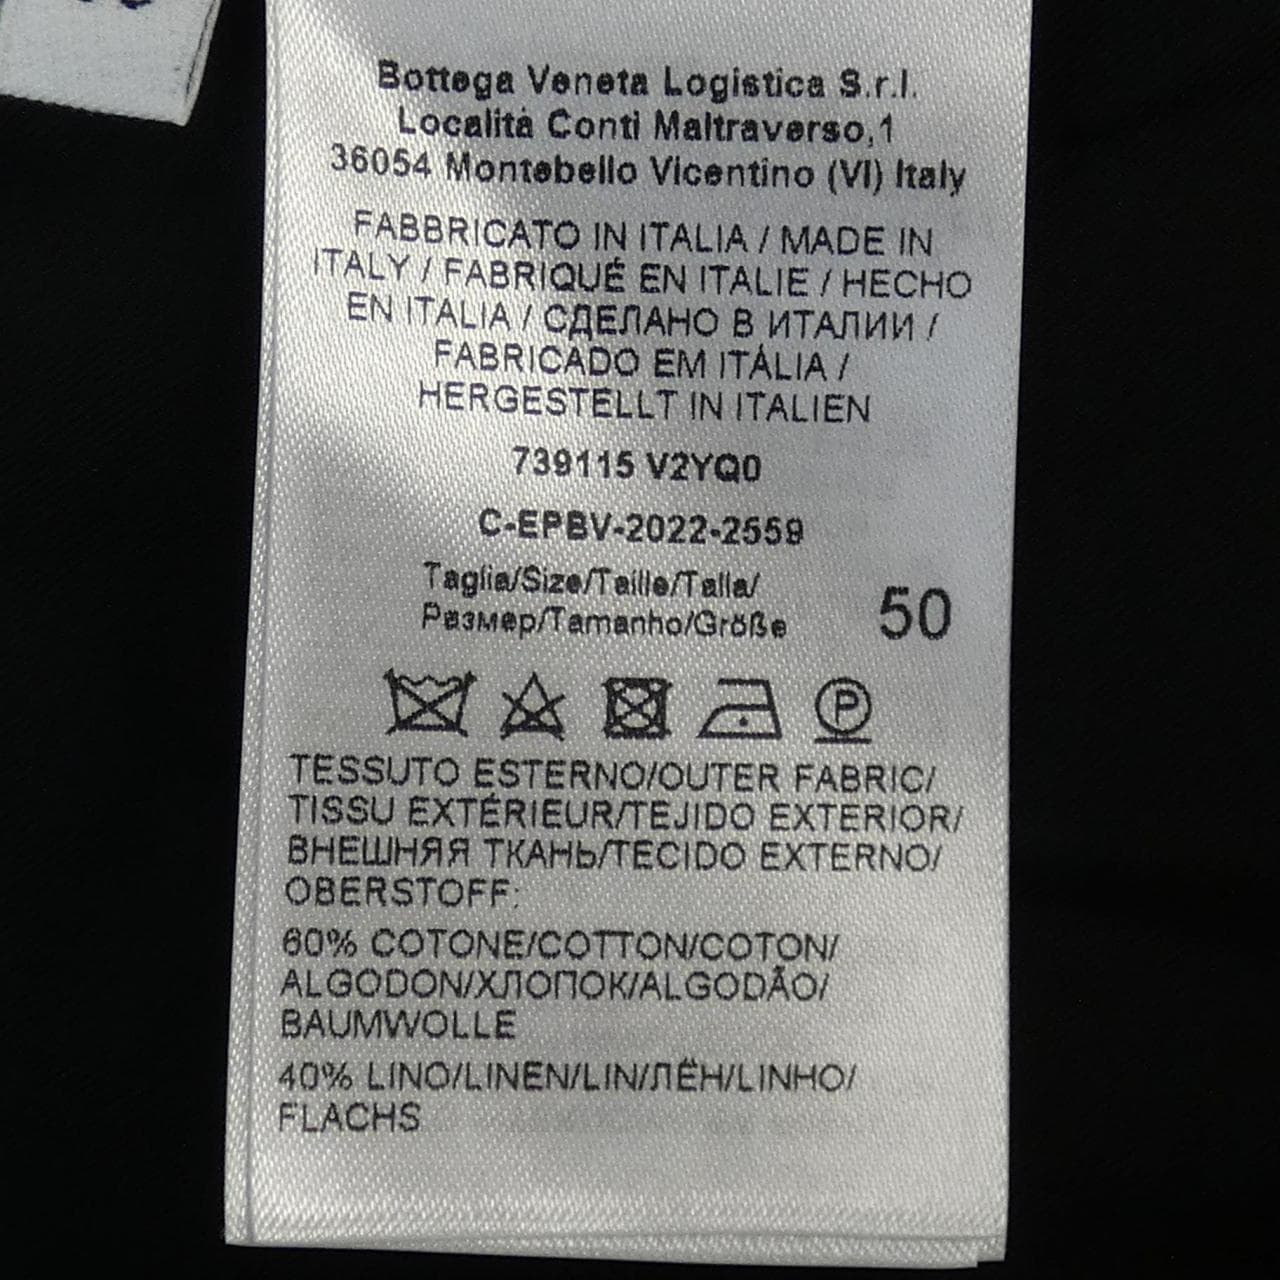 Bottega Veneta Logistica S.r.l.
Località Conti Maltraverso,1
36054 Montebello Vicentino (VI) Italy
FABBRICATO IN ITALIA / MADE IN
ITALY / FABRIQUÉ EN ITALIE / HECHO
EN ITALIA / СДЕЛАНО В ИТАЛИИ /
FABRICADO EM ITÁLIA /
HERGESTELLT IN ITALIEN
739115 V2YQ0
C-EPBV-2022-2559
Taglia/Size/Taille/Talla/
Размер/Tamanho/Größe
50
P
TESSUTO ESTERNO/OUTER FABRIC/
TISSU EXTÉRIEUR/TEJIDO EXTERIOR/
ВНЕШНЯЯ ТКАНЬ/TECIDO EXTERNO/
OBERSTOFF:
60% COTONE/COTTON/COTON/
ALGODON/ХЛОПОК/ALGODÃO/
BAUMWOLLE
40% LINO/LINEN/LIN/ЛЁН/LINHO/
FLACHS